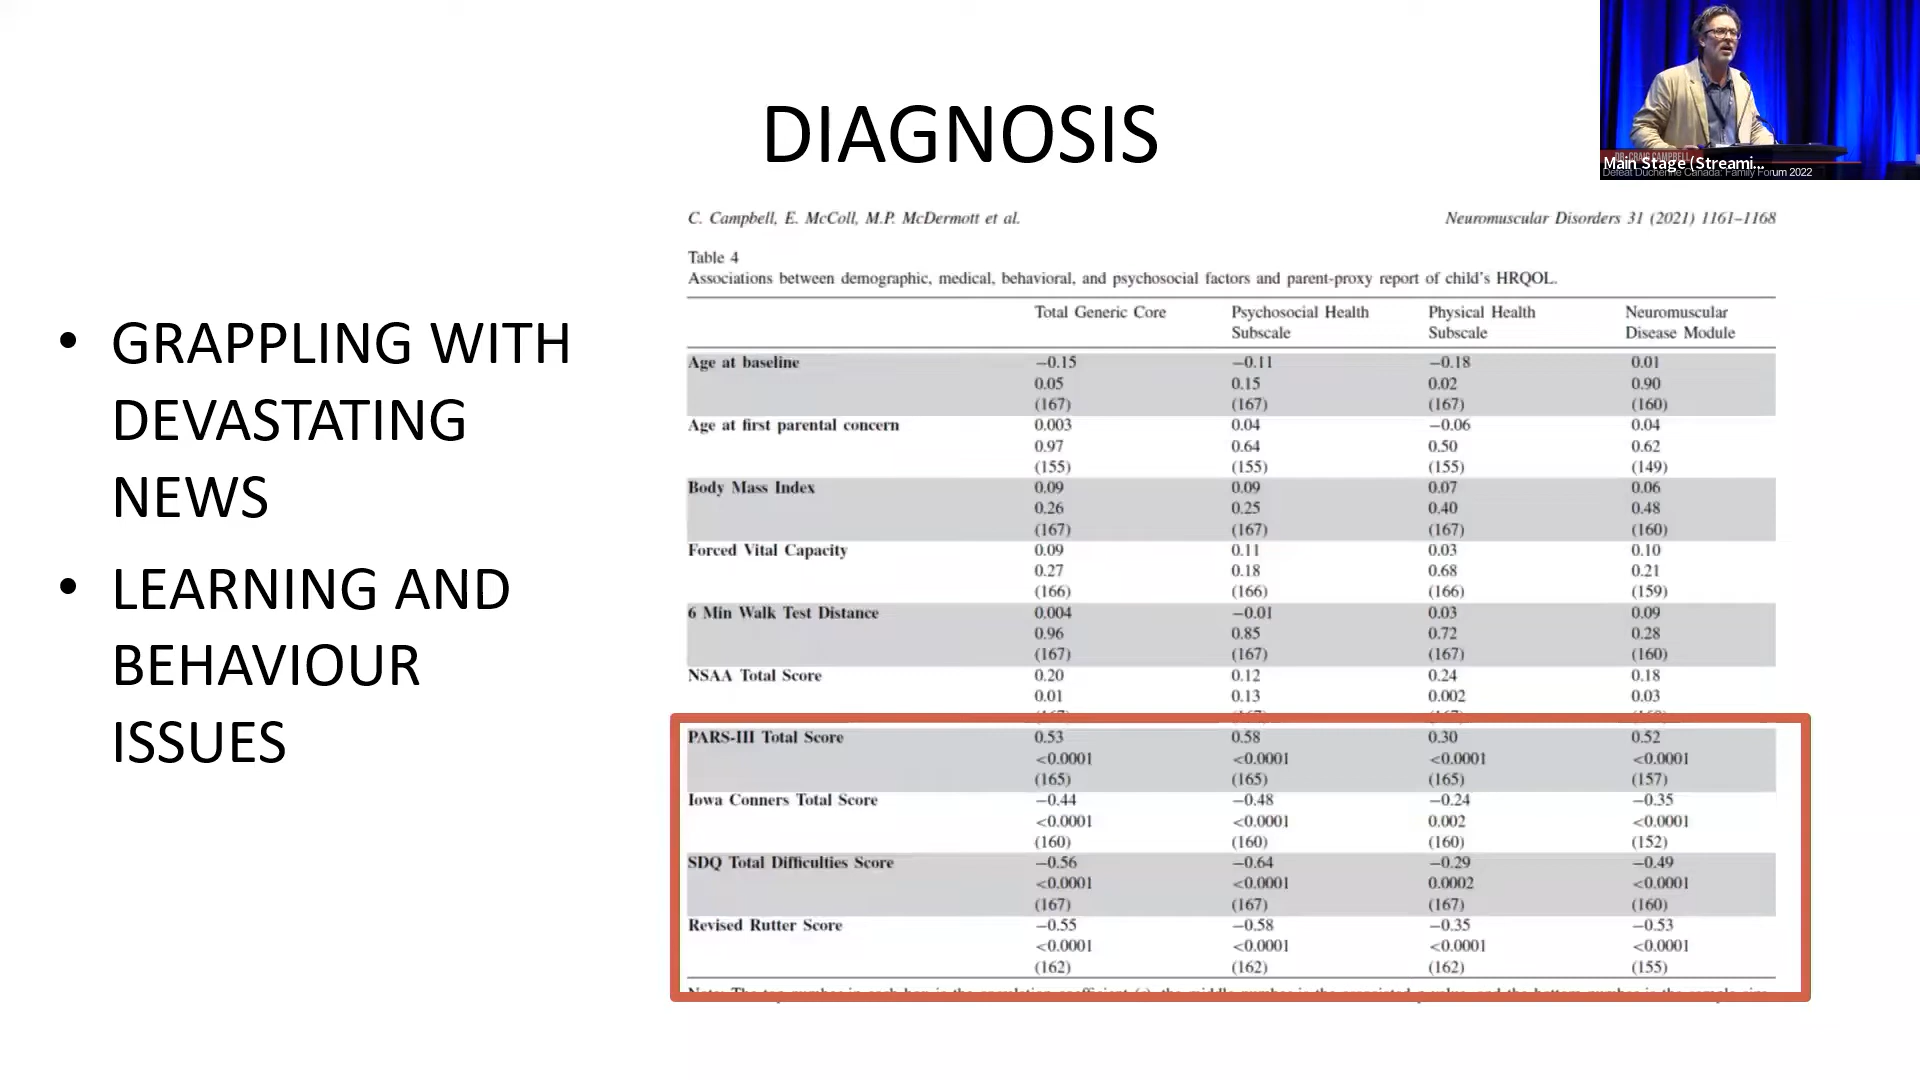 DIAGNOSIS
DR. CRAIG CAMPBELL
Main Stage (Streami...
Defeat Duchenne Canada: Family Forum 2022
• GRAPPLING WITH
DEVASTATING
NEWS
• LEARNING AND
BEHAVIOUR
ISSUES
C. Campbell, E. McColl, M.P. McDermott et al. Neuromuscular Disorders 31 (2021) 1161–1168
Table 4
Associations between demographic, medical, behavioral, and psychosocial factors and parent-proxy report of child's HRQOL.
Total Generic Core Psychosocial Health Physical Health Neuromuscular
Subscale Subscale Disease Module
Age at baseline −0.15 −0.11 −0.18 0.01
0.05 0.15 0.02 0.90
(167) (167) (167) (160)
Age at first parental concern 0.003 0.04 −0.06 0.04
0.97 0.64 0.50 0.62
(155) (155) (155) (149)
Body Mass Index 0.09 0.09 0.07 0.06
0.26 0.25 0.40 0.48
(167) (167) (167) (160)
Forced Vital Capacity 0.09 0.11 0.03 0.10
0.27 0.18 0.68 0.21
(166) (166) (166) (159)
6 Min Walk Test Distance 0.004 −0.01 0.03 0.09
0.96 0.85 0.72 0.28
(167) (167) (167) (160)
NSAA Total Score 0.20 0.12 0.24 0.18
0.01 0.13 0.002 0.03
PARS-III Total Score 0.53 0.58 0.30 0.52
<0.0001 <0.0001 <0.0001 <0.0001
(165) (165) (165) (157)
Iowa Conners Total Score −0.44 −0.48 −0.24 −0.35
<0.0001 <0.0001 0.002 <0.0001
(160) (160) (160) (152)
SDQ Total Difficulties Score −0.56 −0.64 −0.29 −0.49
<0.0001 <0.0001 0.0002 <0.0001
(167) (167) (167) (160)
Revised Rutter Score −0.55 −0.58 −0.35 −0.53
<0.0001 <0.0001 <0.0001 <0.0001
(162) (162) (162) (155)